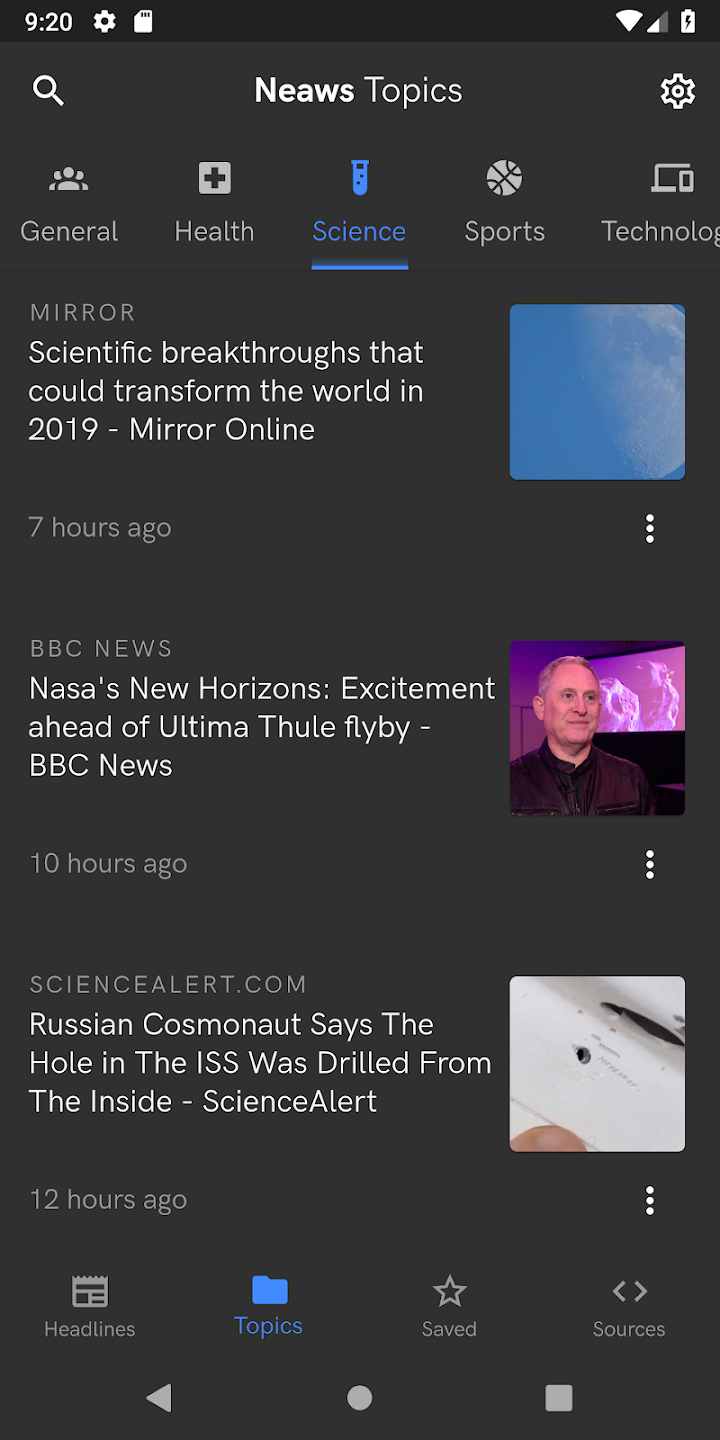 9:20
Neaws Topics
General Health Science Sports Technolog
MIRROR
Scientific breakthroughs that
could transform the world in
2019 - Mirror Online
7 hours ago
BBC NEWS
Nasa's New Horizons: Excitement
ahead of Ultima Thule flyby -
BBC News
10 hours ago
SCIENCEALERT.COM
Russian Cosmonaut Says The
Hole in The ISS Was Drilled From
The Inside - ScienceAlert
12 hours ago
Headlines Topics Saved Sources